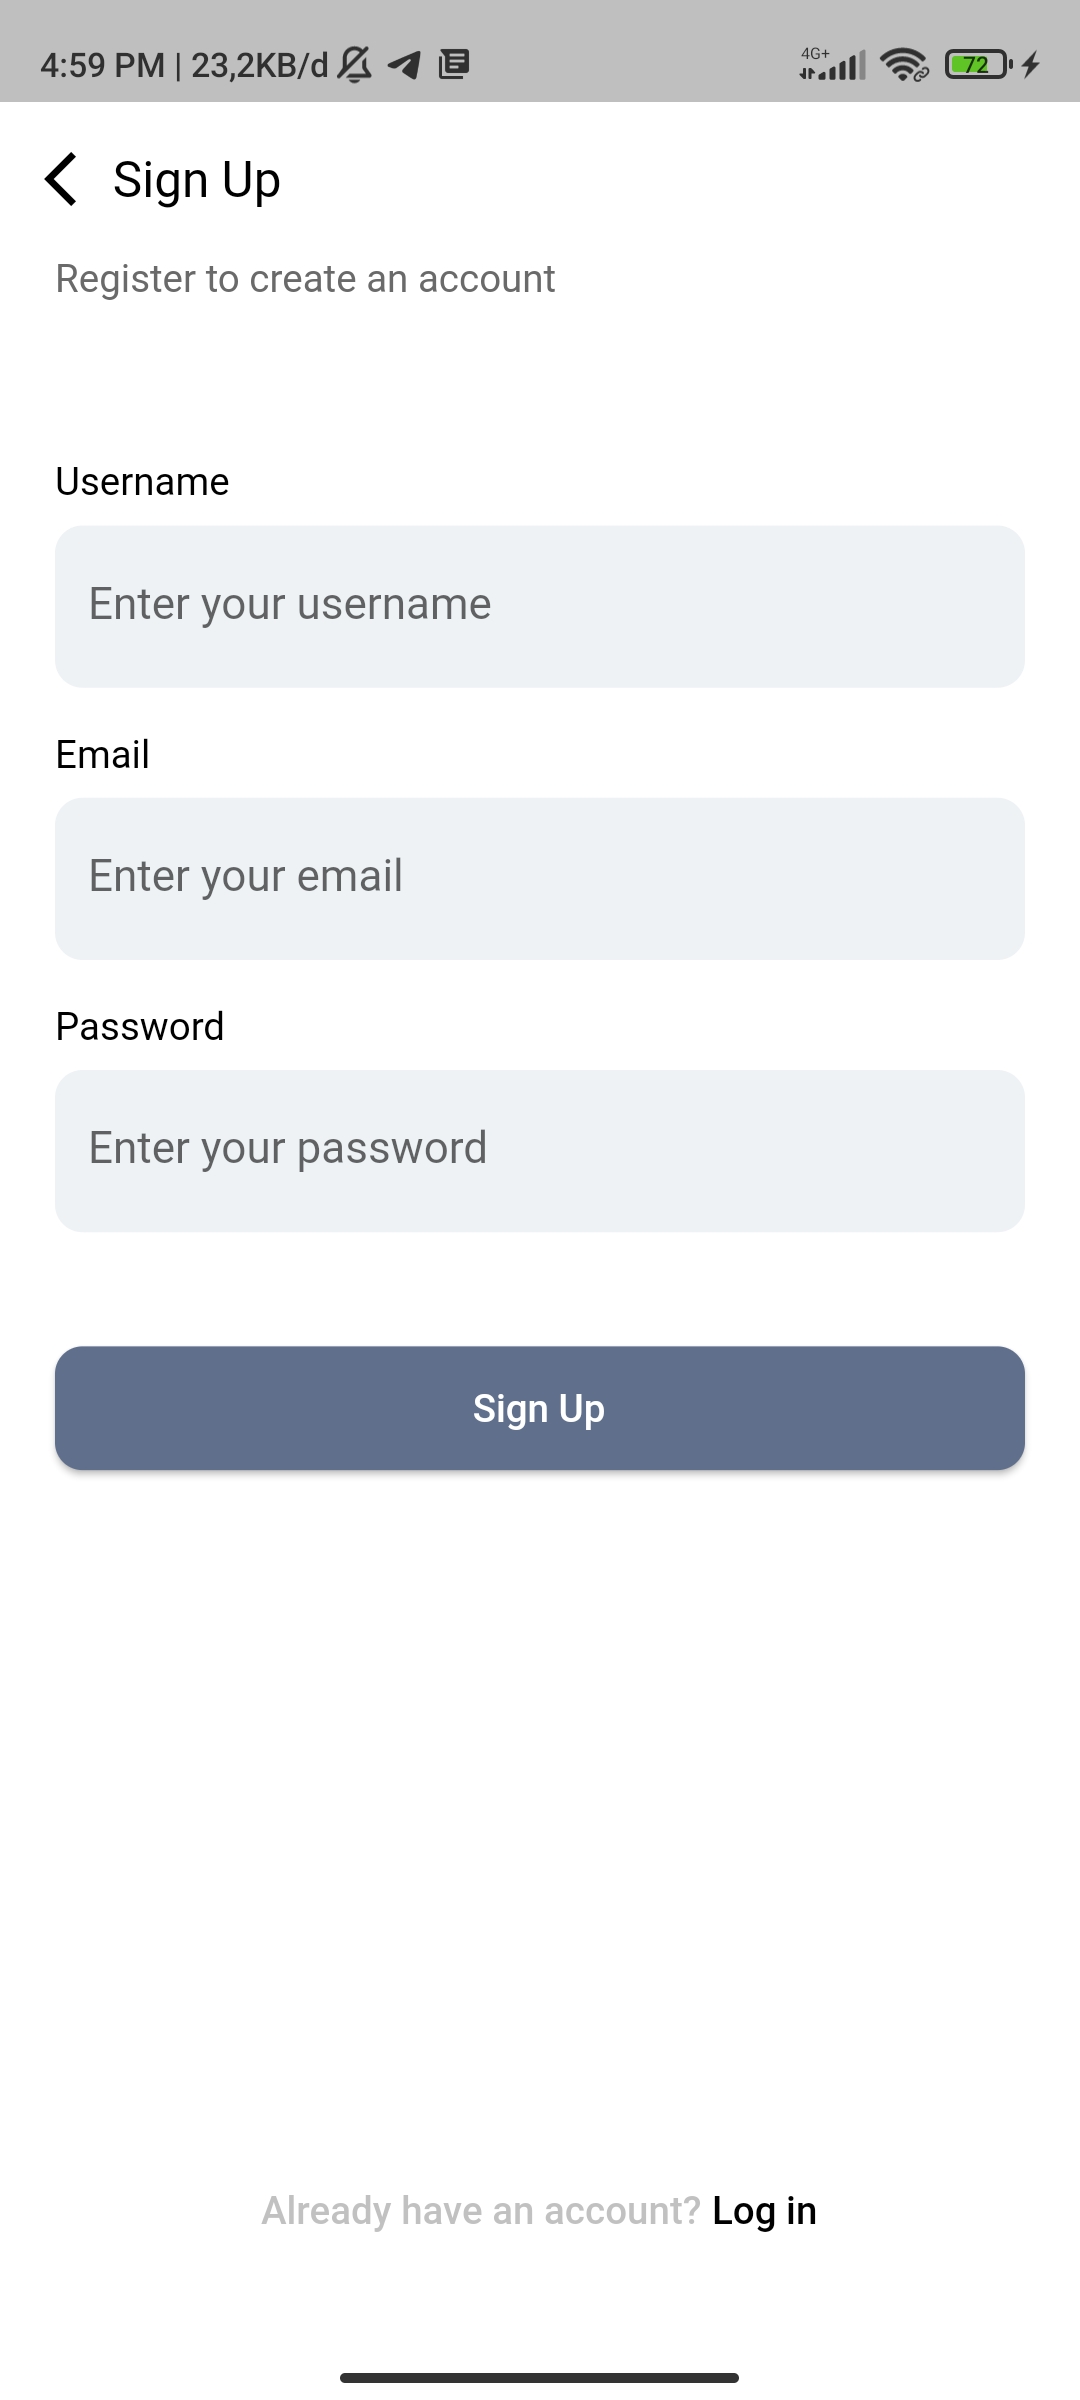 4:59 PM | 23,2KB/d 4G+ 72
Sign Up
Register to create an account
Username
Enter your username
Email
Enter your email
Password
Enter your password
Sign Up
Already have an account? Log in